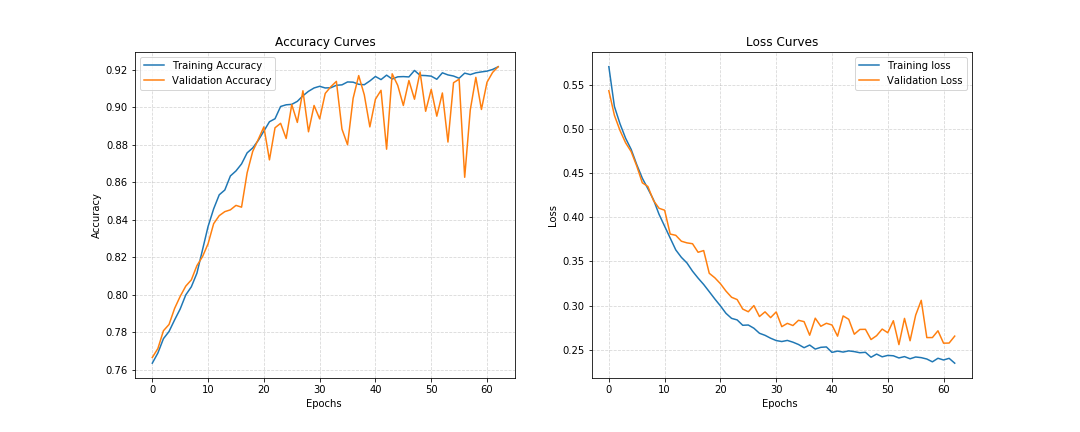 Accuracy Curves
Training Accuracy
Validation Accuracy
0.92
0.90
0.88
0.86
0.84
0.82
0.80
0.78
0.76
Accuracy
0 10 20 30 40 50 60
Epochs
Loss Curves
Training loss
Validation Loss
0.55
0.50
0.45
0.40
0.35
0.30
0.25
Loss
0 10 20 30 40 50 60
Epochs